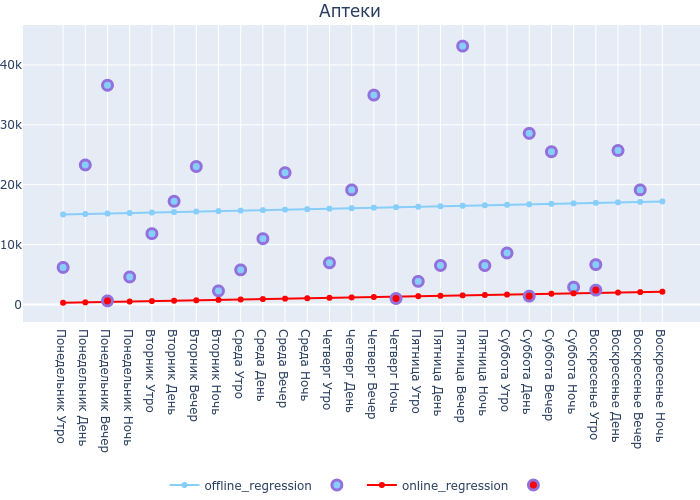 Аптеки
40k
30k
20k
10k
0
Понедельник Утро
Понедельник День
Понедельник Вечер
Понедельник Ночь
Вторник Утро
Вторник День
Вторник Вечер
Вторник Ночь
Среда Утро
Среда День
Среда Вечер
Среда Ночь
Четверг Утро
Четверг День
Четверг Вечер
Четверг Ночь
Пятница Утро
Пятница День
Пятница Вечер
Пятница Ночь
Суббота Утро
Суббота День
Суббота Вечер
Суббота Ночь
Воскресенье Утро
Воскресенье День
Воскресенье Вечер
Воскресенье Ночь
offline_regression
online_regression